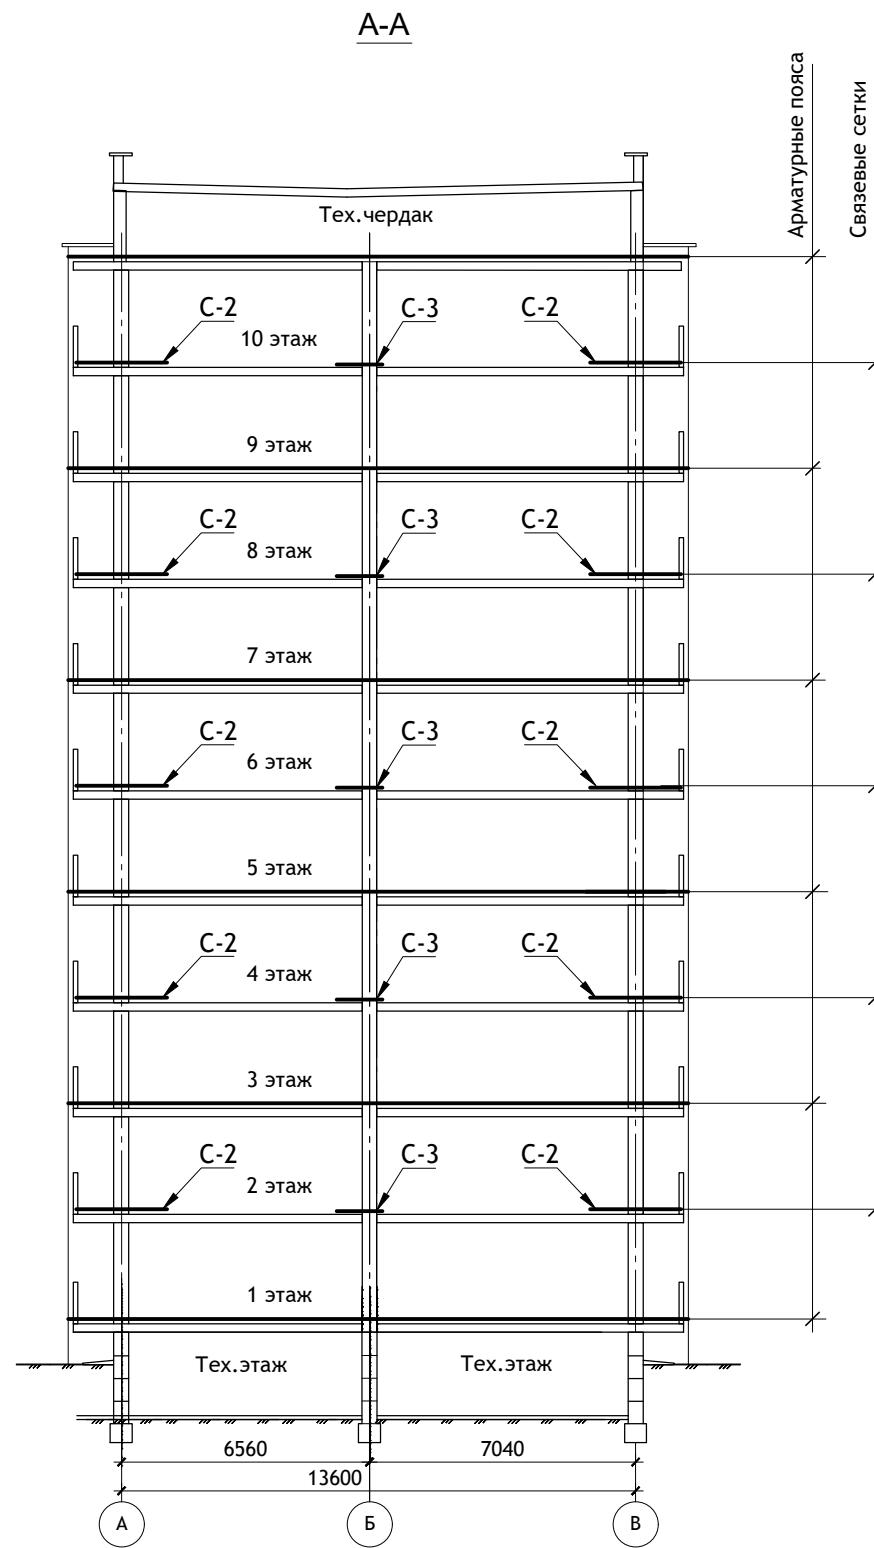 А-А
Арматурные пояса
Связевые сетки
Тех.чердак
С-2
С-3
С-2
10 этаж
9 этаж
С-2
С-3
С-2
8 этаж
7 этаж
С-2
С-3
С-2
6 этаж
5 этаж
С-2
С-3
С-2
4 этаж
3 этаж
С-2
С-3
С-2
2 этаж
1 этаж
Тех.этаж
Тех.этаж
6560
7040
13600
А
Б
В